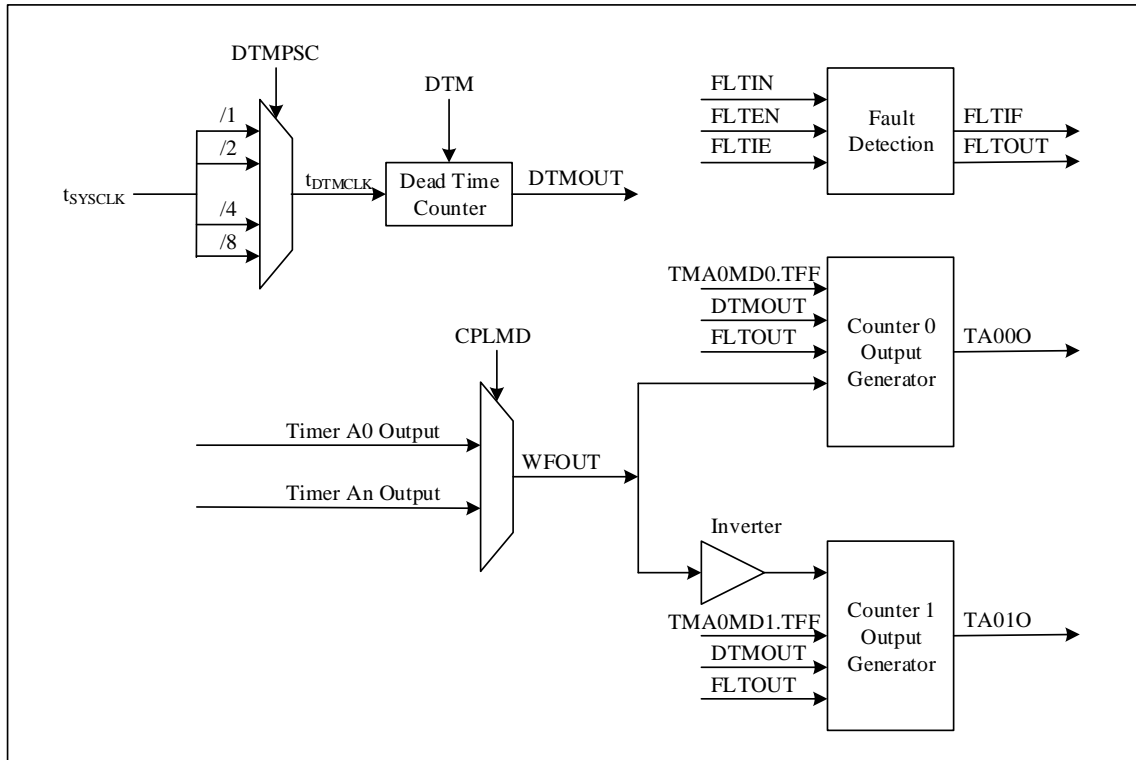 DTMPSC
/1
/2
/4
/8
tSYSCLK
tDTMCLK
DTM
Dead Time
Counter
DTMOUT
FLTIN
FLTEN
FLTIE
Fault
Detection
FLTIF
FLTOUT
CPLMD
Timer A0 Output
Timer An Output
WFOUT
TMA0MD0.TFF
DTMOUT
FLTOUT
Counter 0
Output
Generator
TA00O
Inverter
TMA0MD1.TFF
DTMOUT
FLTOUT
Counter 1
Output
Generator
TA01O